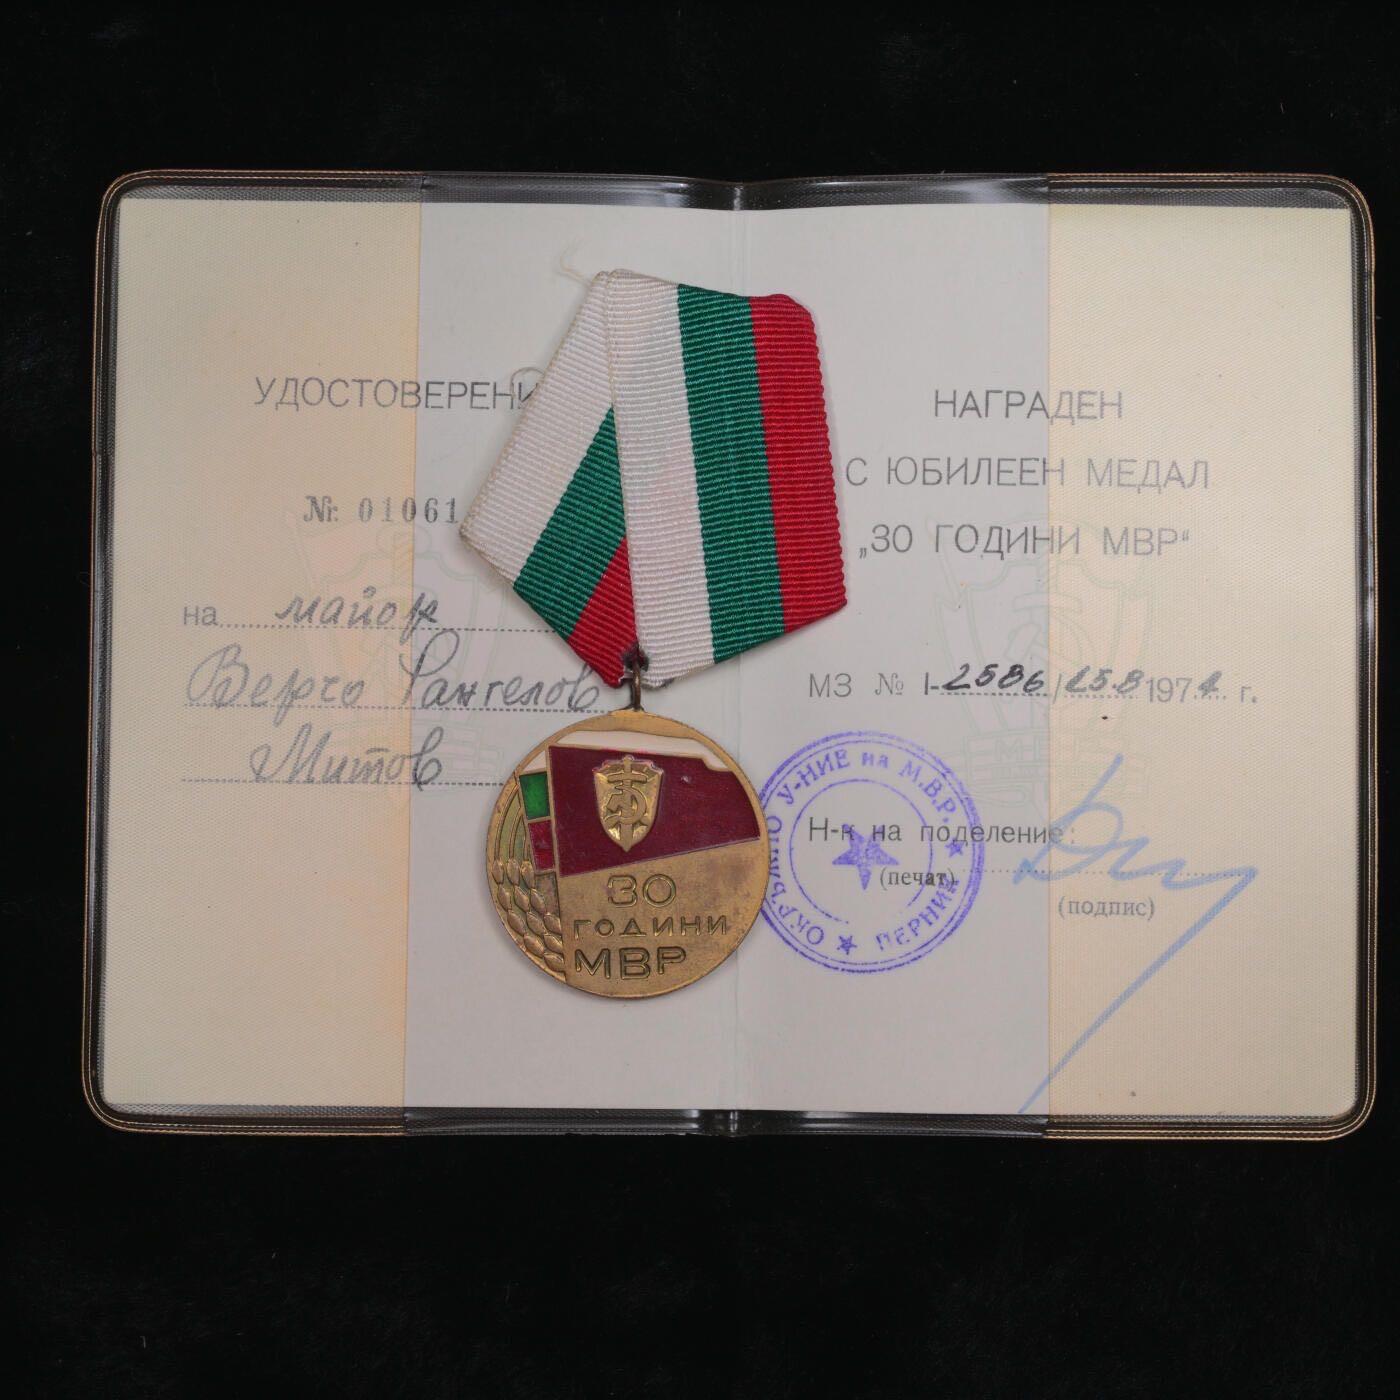 УДОСТОВЕРЕНИ
№ 01061
на майор
Верчо Рангелов
Митов
НАГРАДЕН
С ЮБИЛЕЕН МЕДАЛ
„30 ГОДИНИ МВР“
МЗ № I-2586/25.8 1974 г.
Н-к на поделение:
(печат)
(подпис)
ОКРЪЖНО У-НИЕ на М.В.Р. ПЕРНИК
30
ГОДИНИ
МВР